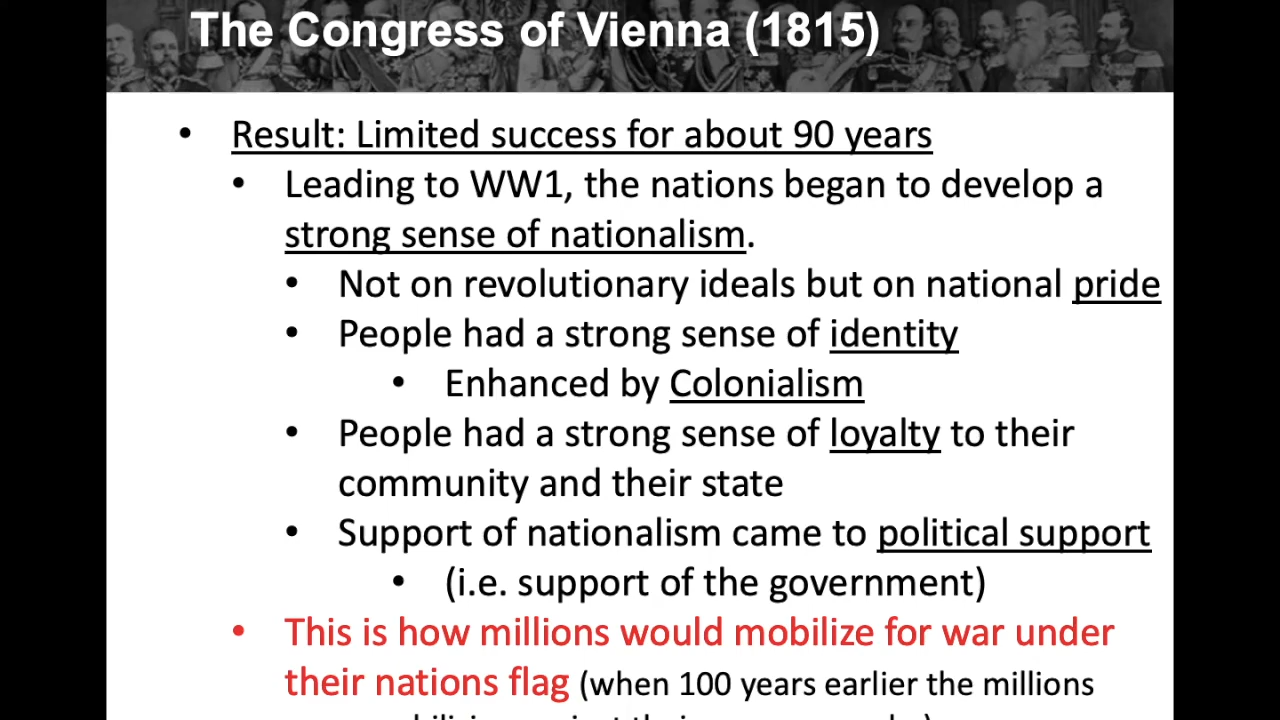 The Congress of Vienna (1815)
• Result: Limited success for about 90 years
• Leading to WW1, the nations began to develop a
strong sense of nationalism.
• Not on revolutionary ideals but on national pride
• People had a strong sense of identity
• Enhanced by Colonialism
• People had a strong sense of loyalty to their
community and their state
• Support of nationalism came to political support
• (i.e. support of the government)
• This is how millions would mobilize for war under
their nations flag (when 100 years earlier the millions